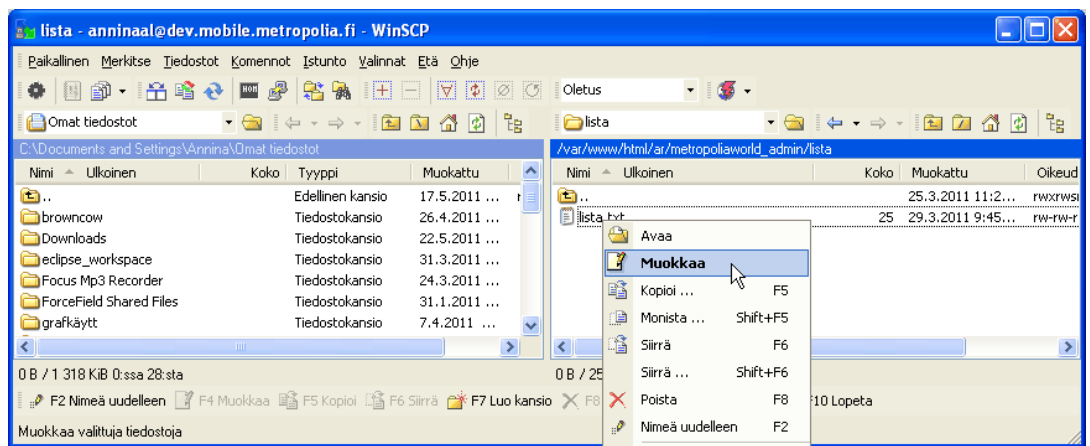 lista - anninaal@dev.mobile.metropolia.fi - WinSCP
Paikallinen Merkitse Tiedostot Komennot Istunto Valinnat Etä Ohje
Oletus
Omat tiedostot
lista
C:\Documents and Settings\Annina\Omat tiedostot
/var/www/html/ar/metropoliaworld_admin/lista
Nimi Ulkoinen Koko Tyyppi Muokattu
Nimi Ulkoinen Koko Muokattu Oikeud
.. Edellinen kansio 17.5.2011 ...
.. 25.3.2011 11:2... rwxrws
browncow Tiedostokansio 26.4.2011 ...
lista.txt 25 29.3.2011 9:45... rw-rw-r
Downloads Tiedostokansio 22.5.2011 ...
eclipse_workspace Tiedostokansio 31.3.2011 ...
Focus Mp3 Recorder Tiedostokansio 24.3.2011 ...
ForceField Shared Files Tiedostokansio 31.1.2011 ...
grafkäytt Tiedostokansio 7.4.2011 ...
Avaa
Muokkaa
Kopioi ... F5
Monista ... Shift+F5
Siirrä F6
Siirrä ... Shift+F6
Poista F8
Nimeä uudelleen F2
0 B / 1 318 KiB 0:ssa 28:sta
0 B / 25
F2 Nimeä uudelleen F4 Muokkaa F5 Kopioi F6 Siirrä F7 Luo kansio F8 F10 Lopeta
Muokkaa valittuja tiedostoja